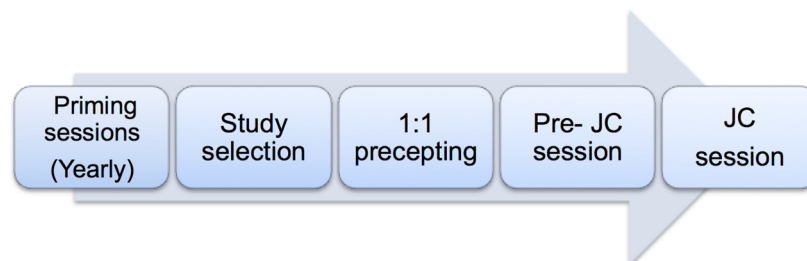 Priming
sessions
(Yearly)
Study
selection
1:1
precepting
Pre- JC
session
JC
session